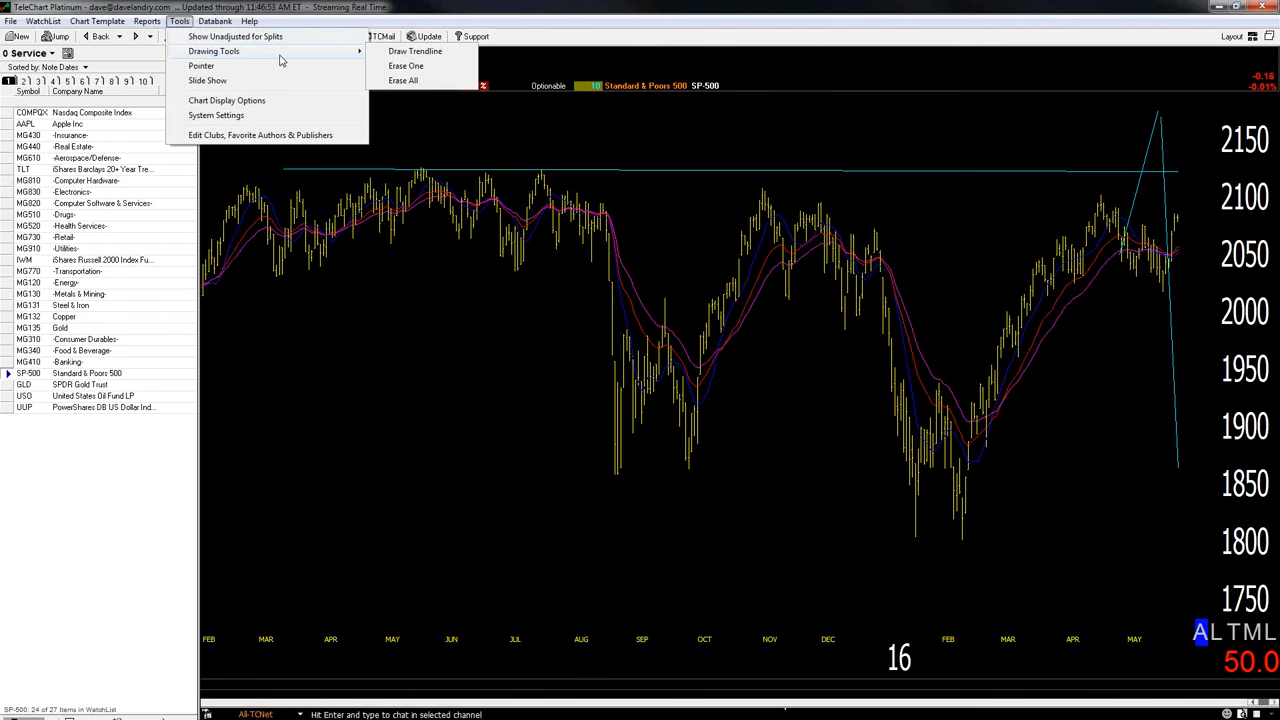 TeleChart Platinum - dave@davelandry.com ... Updated through 11:46:53 AM ET - Streaming Real Time
File WatchList Chart Template Reports Tools Databank Help
New Jump Back TCMail Update Support Layout
0 Service
Sorted by: Note Dates
1 2 3 4 5 6 7 8 9 10
Symbol Company Name
COMPQX Nasdaq Composite Index
AAPL Apple Inc
MG430 -Insurance-
MG440 -Real Estate-
MG610 -Aerospace/Defense-
TLT iShares Barclays 20+ Year Tre...
MG810 -Computer Hardware-
MG830 -Electronics-
MG820 -Computer Software & Services-
MG510 -Drugs-
MG520 -Health Services-
MG730 -Retail-
MG910 -Utilities-
IWM iShares Russell 2000 Index Fu...
MG770 -Transportation-
MG120 -Energy-
MG130 -Metals & Mining-
MG131 Steel & Iron
MG132 Copper
MG135 Gold
MG310 -Consumer Durables-
MG340 -Food & Beverage-
MG410 -Banking-
SP-500 Standard & Poors 500
GLD SPDR Gold Trust
USO United States Oil Fund LP
UUP PowerShares DB US Dollar Ind...
SP-500: 24 of 27 Items in WatchList
Show Unadjusted for Splits
Drawing Tools
Pointer
Slide Show
Chart Display Options
System Settings
Edit Clubs, Favorite Authors & Publishers
Draw Trendline
Erase One
Erase All
Optionable 10 Standard & Poors 500 SP-500
-0.16
-0.01%
2150
2100
2050
2000
1950
1900
1850
1800
1750
FEB MAR APR MAY JUN JUL AUG SEP OCT NOV DEC 16 FEB MAR APR MAY
ALTML
50.0
All-TCNet Hit Enter and type to chat in selected channel